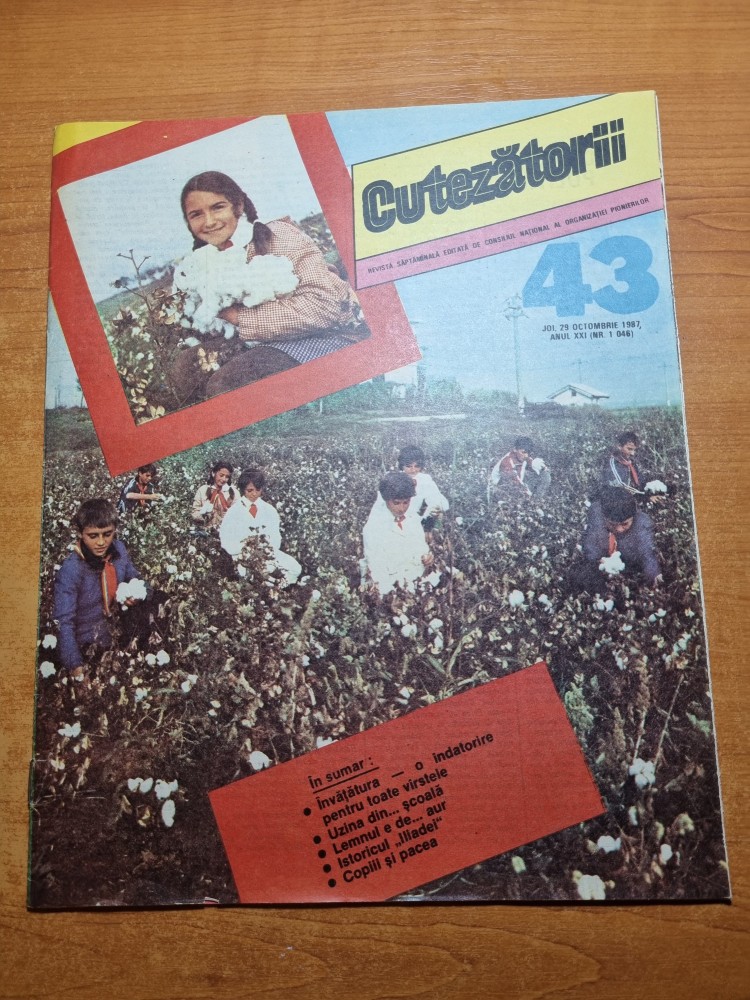 Cutezătorii
REVISTĂ SĂPTĂMÎNALĂ EDITATĂ DE CONSILIUL NAȚIONAL AL ORGANIZAȚIEI PIONIERILOR
43
JOI, 29 OCTOMBRIE 1987,
ANUL XXI (NR. 1 046)
În sumar :
● Învățătura — o îndatorire
pentru toate vîrstele
● Uzina din... școală
● Lemnul e de... aur
● Istoricul „Iliadei"
● Copiii și pacea